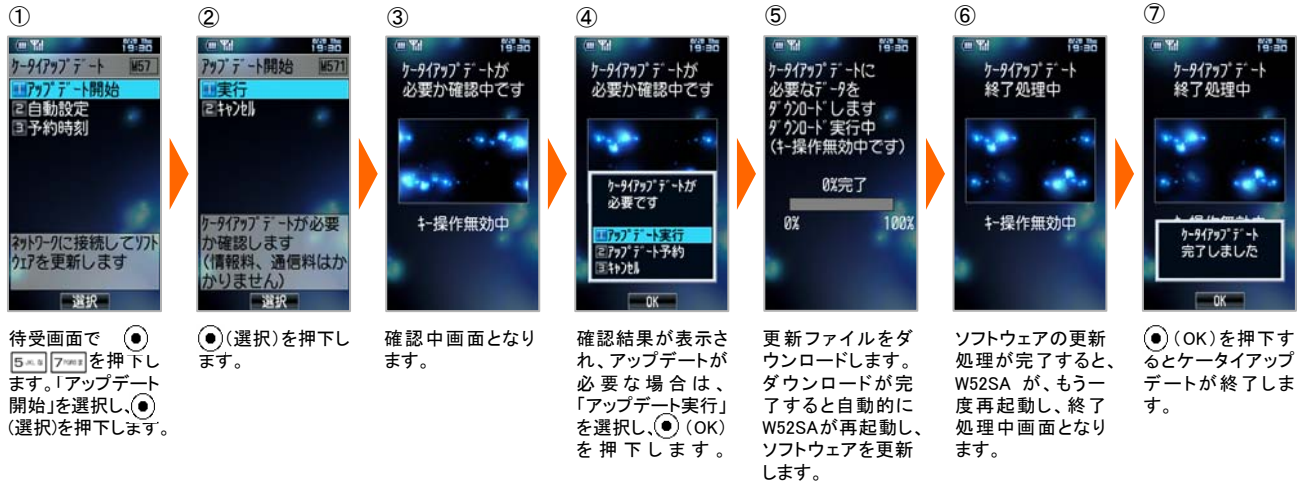 ①
19:30
ケータイアップデート M57
1アップデート開始
2自動設定
3予約時刻
ネットワークに接続してソフト
ウェアを更新します
選択
待受画面で
5 7 を押下し
ます。「アップデート
開始」を選択し、
(選択)を押下します。
②
19:30
アップデート開始 M571
1実行
2キャンセル
ケータイアップデートが必要
か確認します
(情報料、通信料はか
かりません)
選択
(選択)を押下し
ます。
③
19:30
ケータイアップデートが
必要か確認中です
キー操作無効中
確認中画面となり
ます。
④
19:30
ケータイアップデートが
必要か確認中です
ケータイアップデートが
必要です
1アップデート実行
2アップデート予約
3キャンセル
OK
確認結果が表示さ
れ、アップデートが
必要な場合は、
「アップデート実行」
を選択し、(OK)
を押下します。
⑤
19:30
ケータイアップデートに
必要なデータを
ダウンロードします
ダウンロード実行中
(キー操作無効中です)
0%完了
0% 100%
更新ファイルをダ
ウンロードします。
ダウンロードが完
了すると自動的に
W52SAが再起動し、
ソフトウェアを更新
します。
⑥
19:30
ケータイアップデート
終了処理中
キー操作無効中
ソフトウェアの更新
処理が完了すると、
W52SA が、もう一
度再起動し、終了
処理中画面となり
ます。
⑦
19:30
ケータイアップデート
終了処理中
ケータイアップデート
完了しました
OK
(OK)を押下す
るとケータイアップ
デートが終了しま
す。